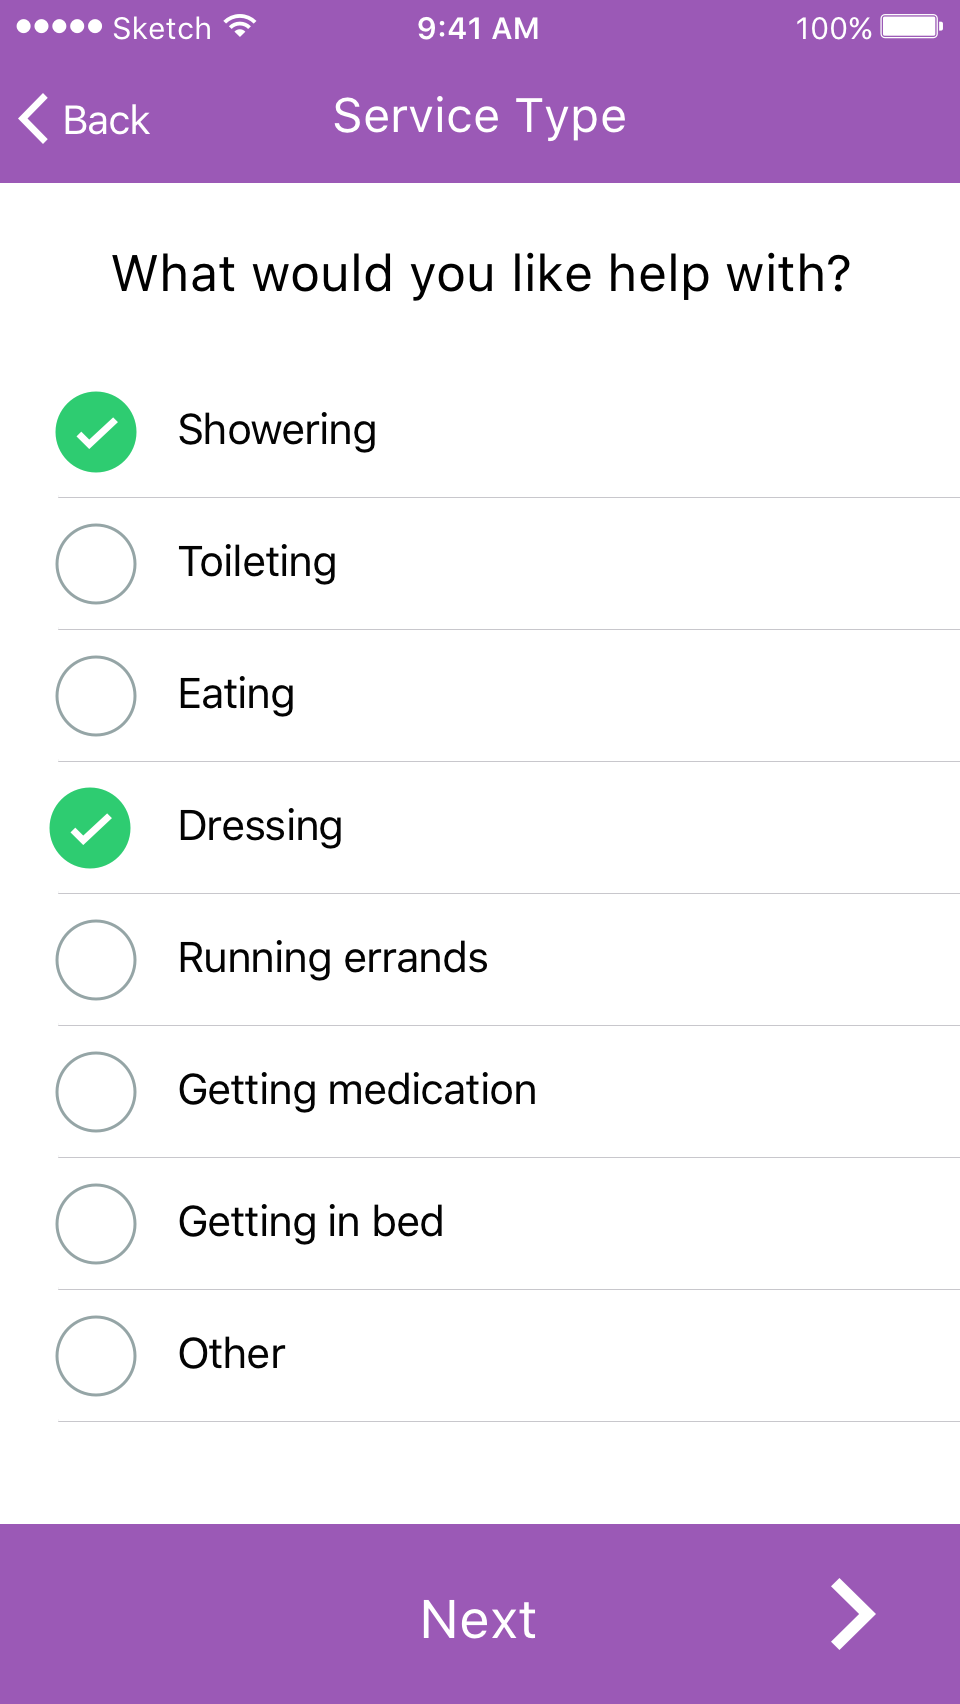 Sketch 9:41 AM 100%
Back Service Type
What would you like help with?
Showering
Toileting
Eating
Dressing
Running errands
Getting medication
Getting in bed
Other
Next